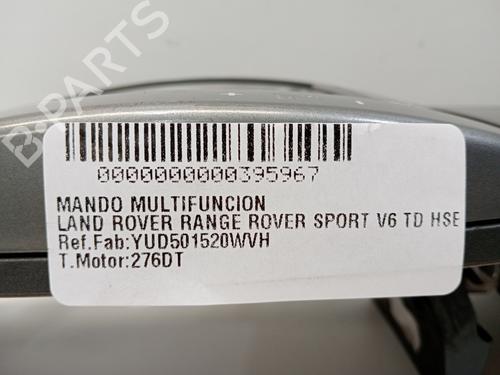 B-PARTS
0000000000395967
MANDO MULTIFUNCION
LAND ROVER RANGE ROVER SPORT V6 TD HSE
Ref.Fab:YUD501520WVH
T.Motor:276DT